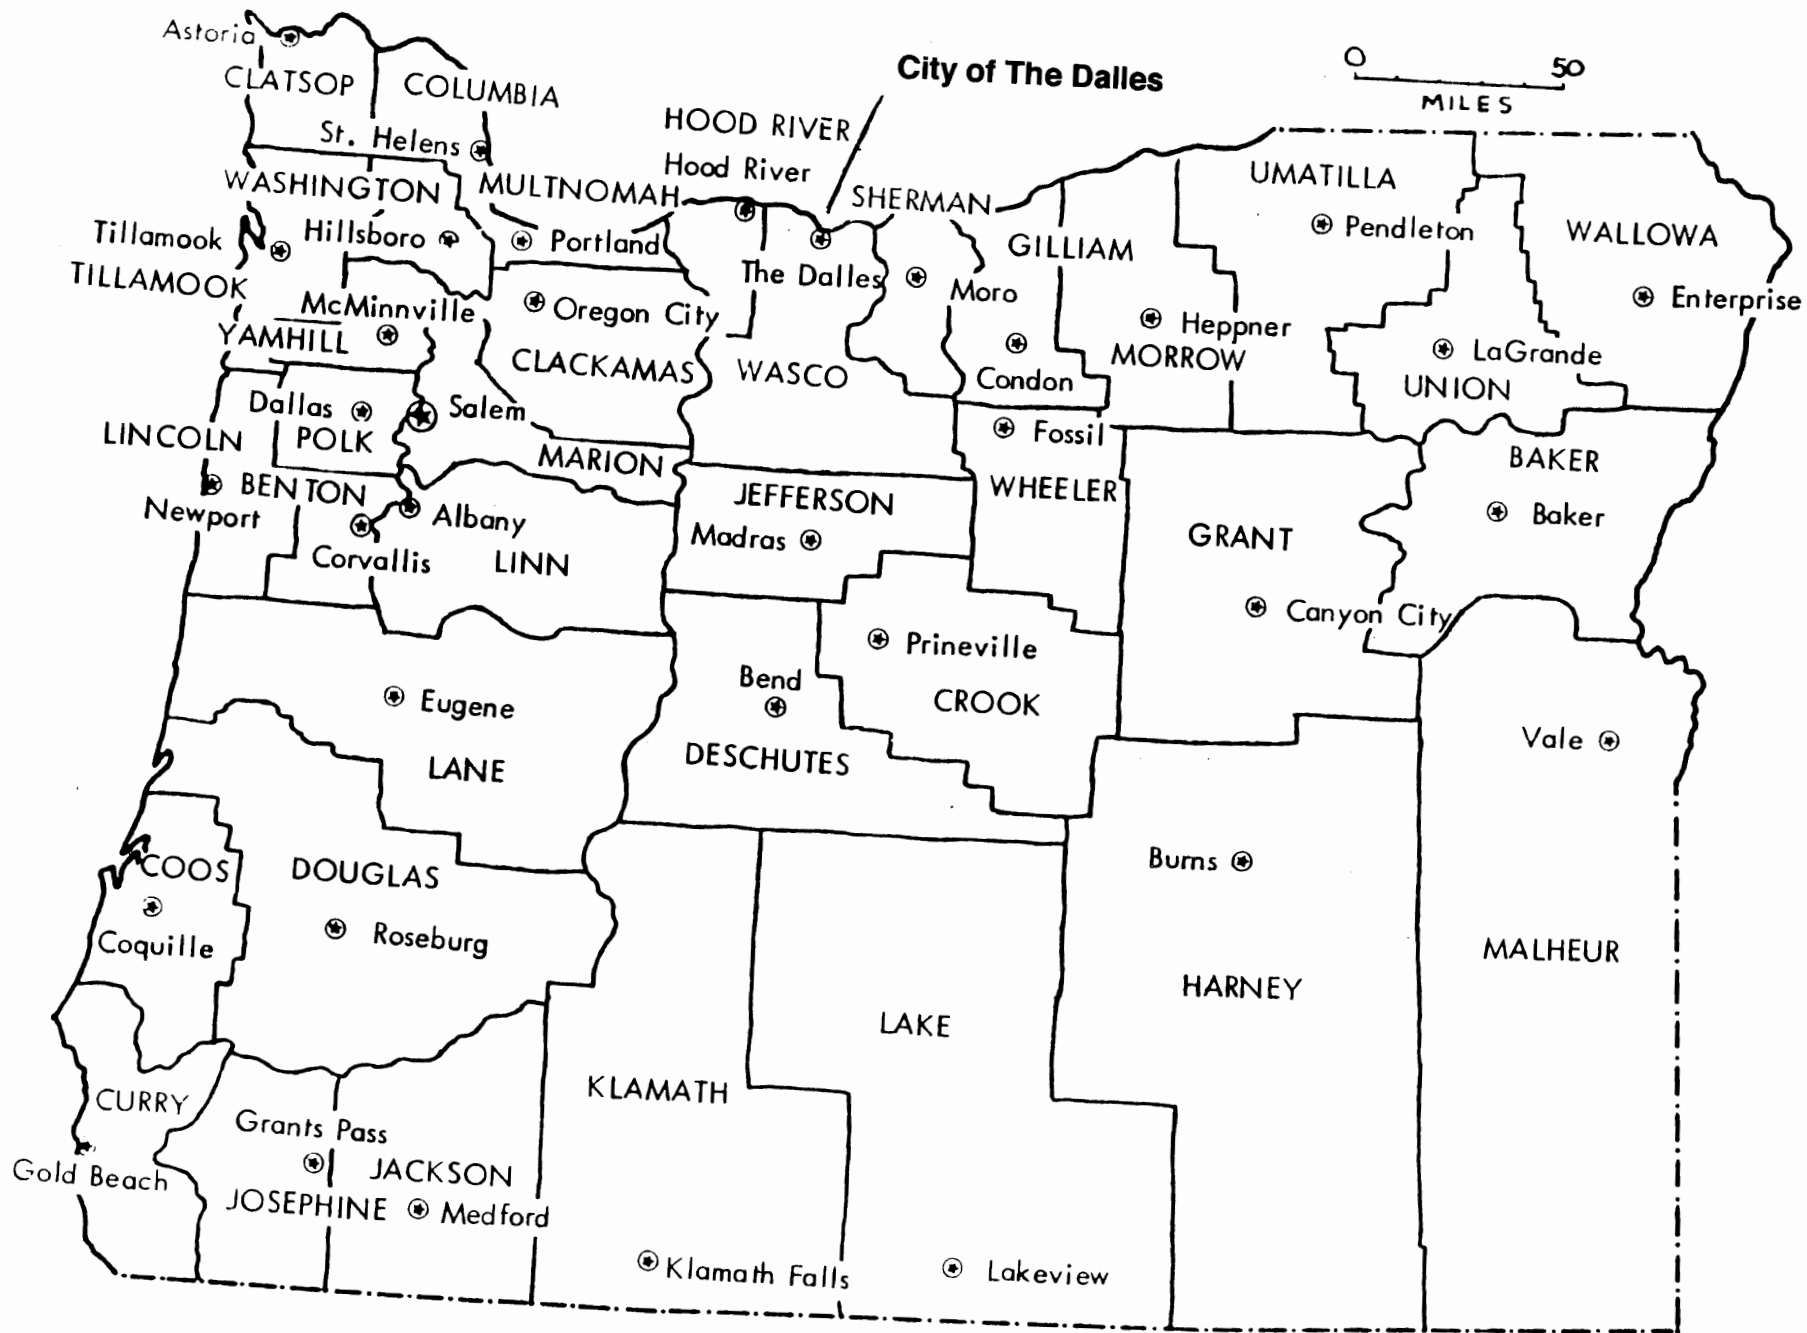 Astoria
CLATSOP
COLUMBIA
City of The Dalles
0 50
MILES
St. Helens
HOOD RIVER
Hood River
WASHINGTON
MULTNOMAH
SHERMAN
UMATILLA
Tillamook
Hillsboro
Portland
GILLIAM
Pendleton
WALLOWA
TILLAMOOK
The Dalles
Moro
Enterprise
McMinnville
Oregon City
Heppner
YAMHILL
CLACKAMAS
WASCO
Condon
MORROW
LaGrande
UNION
Dallas
Salem
LINCOLN
POLK
Fossil
MARION
BAKER
BENTON
JEFFERSON
WHEELER
Newport
Albany
Madras
GRANT
Baker
Corvallis
LINN
Canyon City
Prineville
Bend
CROOK
Eugene
Vale
LANE
DESCHUTES
COOS
DOUGLAS
Burns
Coquille
Roseburg
MALHEUR
HARNEY
LAKE
CURRY
KLAMATH
Grants Pass
Gold Beach
JACKSON
JOSEPHINE
Medford
Klamath Falls
Lakeview